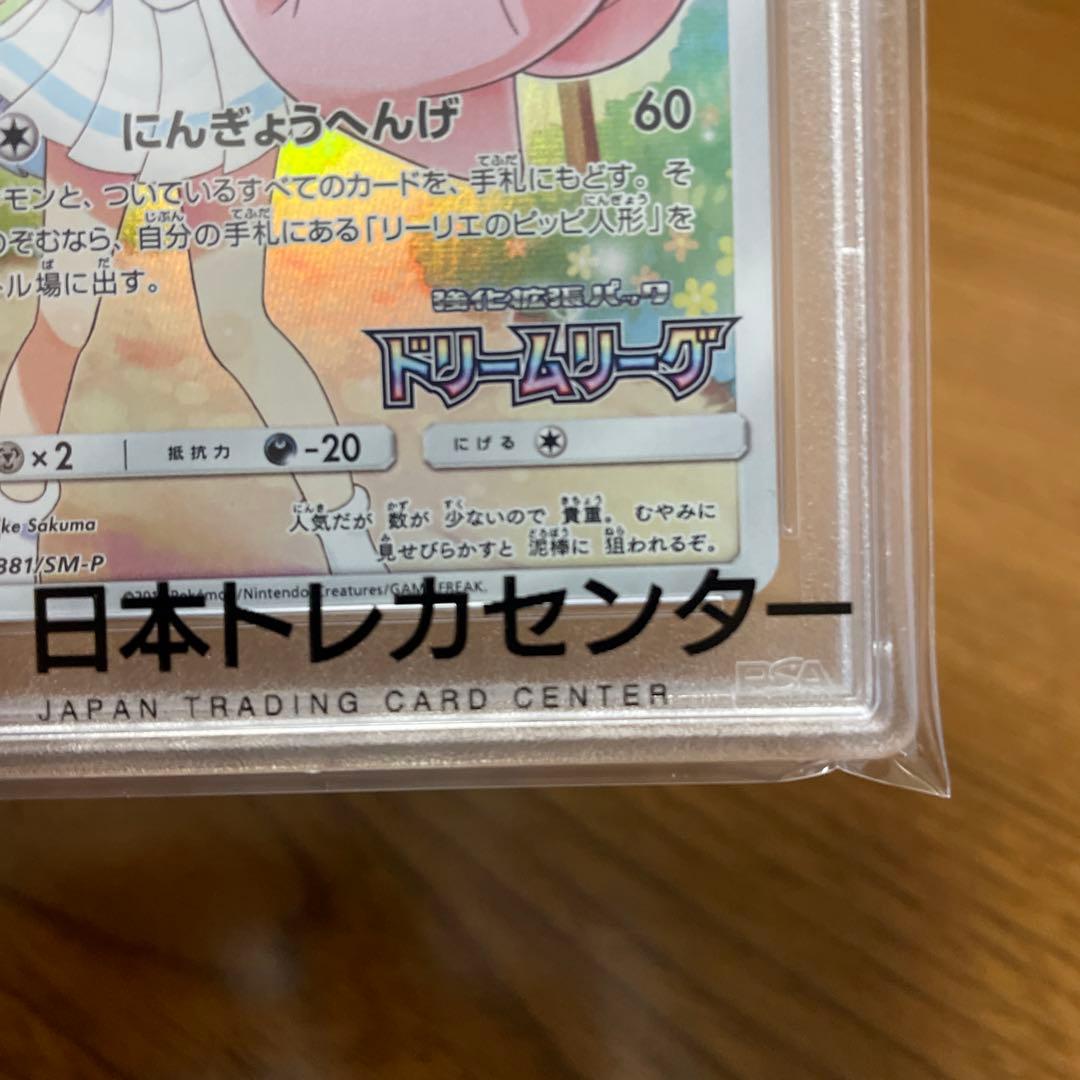 にんぎょうへんげ 60
モンと、ついているすべてのカードを、手札にもどす。そ
のぞむなら、自分の手札にある「リーリエのピッピ人形」を
ル場に出す。
強化拡張パック
ドリームリーグ
×2 抵抗力 -20 にげる
ke Sakuma
人気だが 数が 少ないので 貴重。 むやみに
見せびらかすと 泥棒に 狙われるぞ。
381/SM-P
Pokémon/Nintendo/Creatures/GAME FREAK.
日本トレカセンター
JAPAN TRADING CARD CENTER
PSA